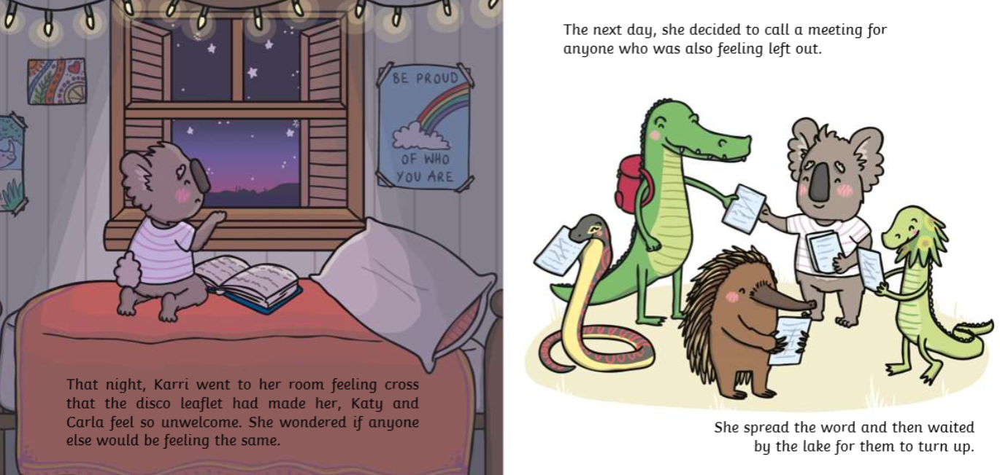 BE PROUD
OF WHO
YOU ARE
That night, Karri went to her room feeling cross
that the disco leaflet had made her, Katy and
Carla feel so unwelcome. She wondered if anyone
else would be feeling the same.
The next day, she decided to call a meeting for
anyone who was also feeling left out.
She spread the word and then waited
by the lake for them to turn up.